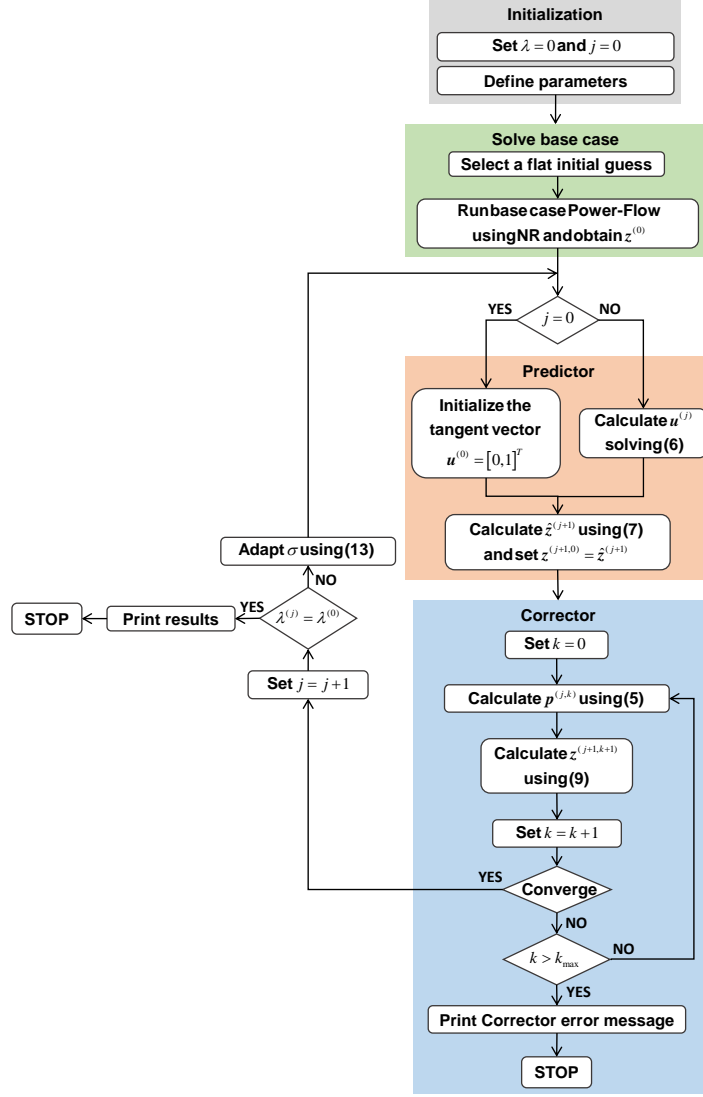 Initialization
Set λ = 0 and j = 0
Define parameters
Solve base case
Select a flat initial guess
Run base case Power-Flow
using NR and obtain z^(0)
YES
NO
j = 0
Predictor
Initialize the
tangent vector
u^(0) = [0,1]^T
Calculate u^(j)
solving (6)
Calculate ẑ^(j+1) using (7)
and set z^(j+1,0) = ẑ^(j+1)
Adapt σ using (13)
NO
STOP
Print results
YES
λ^(j) = λ^(0)
Set j = j+1
Corrector
Set k = 0
Calculate p^(j,k) using (5)
Calculate z^(j+1,k+1)
using (9)
Set k = k+1
YES
Converge
NO
k > k_max
NO
YES
Print Corrector error message
STOP